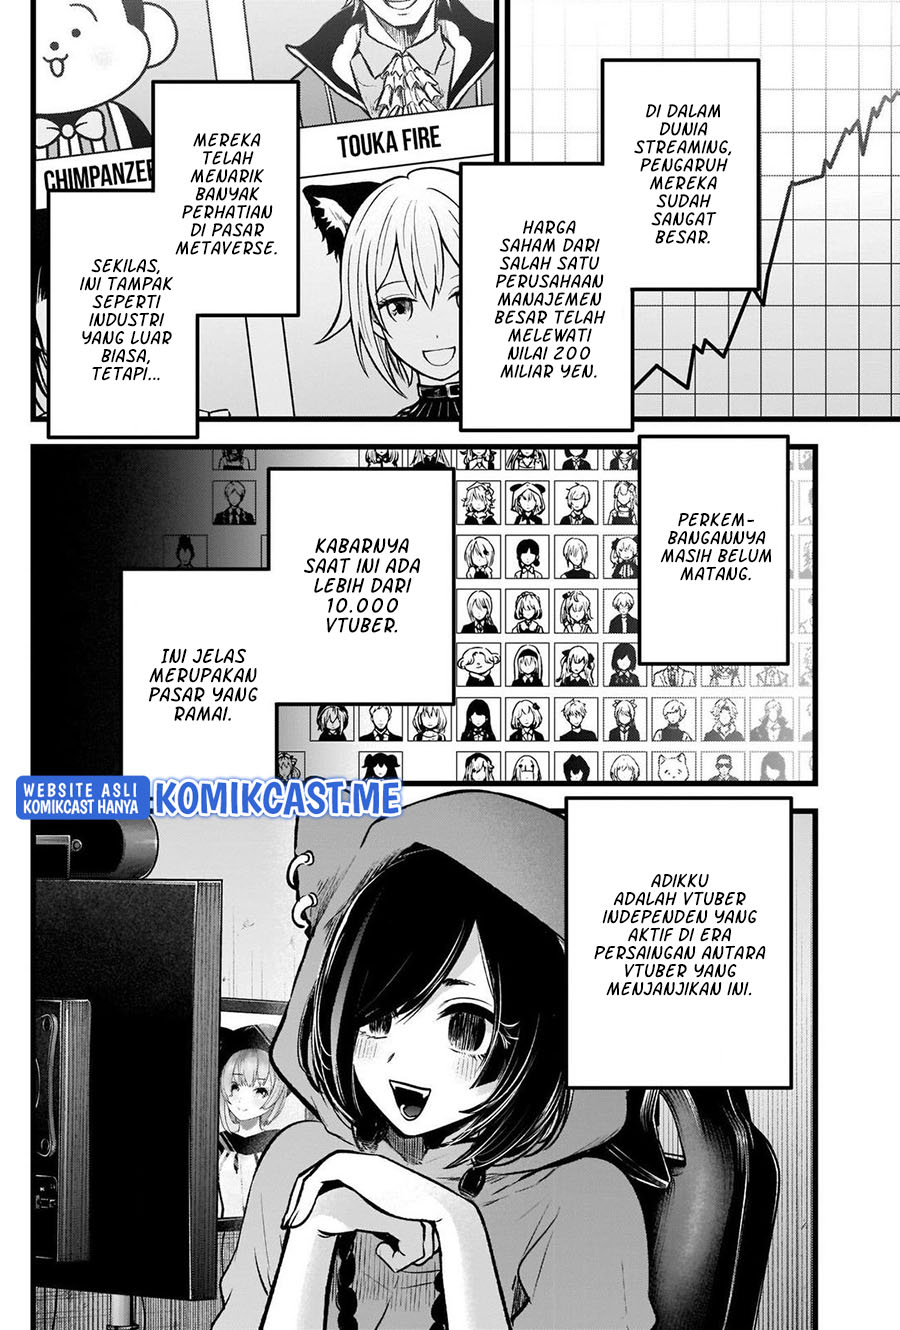 DI DALAM
DUNIA
STREAMING,
PENGARUH
MEREKA
SUDAH
SANGAT
BESAR.
HARGA
SAHAM DARI
SALAH SATU
PERUSAHAAN
MANAJEMEN
BESAR TELAH
MELEWATI
NILAI 200
MILIAR YEN.
TOUKA FIRE
CHIMPANZEE
MEREKA
TELAH
MENARIK
BANYAK
PERHATIAN
DI PASAR
METAVERSE.
SEKILAS,
INI TAMPAK
SEPERTI
INDUSTRI
YANG LUAR
BIASA,
TETAPI...
PERKEM-
BANGANNYA
MASIH BELUM
MATANG.
KABARNYA
SAAT INI ADA
LEBIH DARI
10.000
VTUBER.
INI JELAS
MERUPAKAN
PASAR YANG
RAMAI.
WEBSITE ASLI
KOMIKCAST HANYA
KOMIKCAST.ME
ADIKKU
ADALAH VTUBER
INDEPENDEN YANG
AKTIF DI ERA
PERSAINGAN ANTARA
VTUBER YANG
MENJANJIKAN INI.